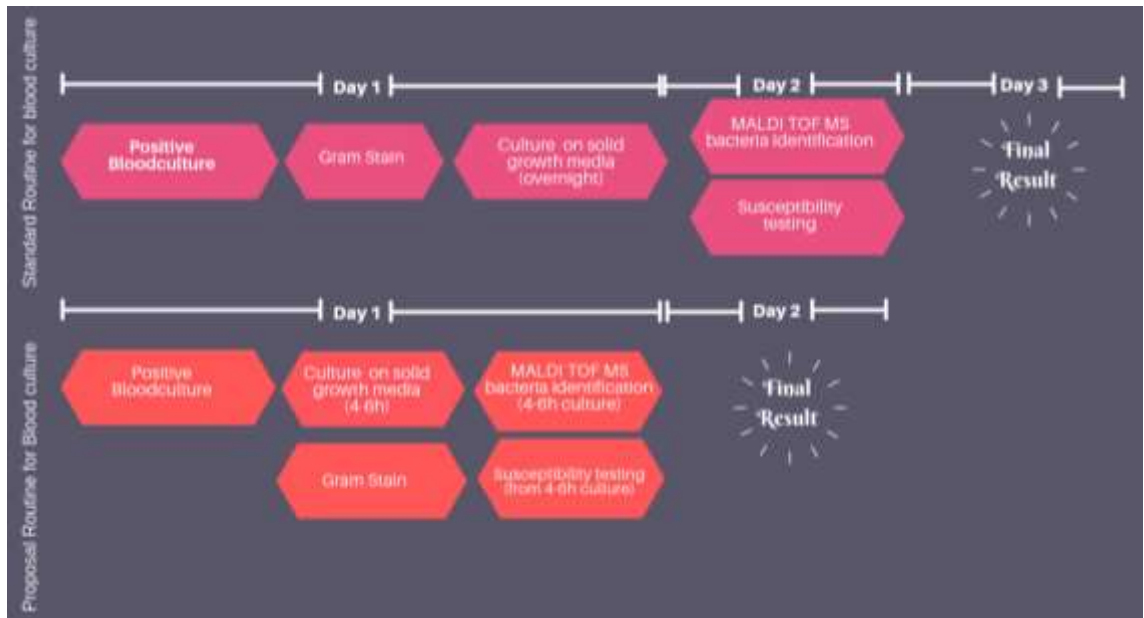 Standard Routine for blood culture
Day 1
Day 2
Day 3
Positive
Bloodculture
Gram Stain
Culture on solid
growth media
(overnight)
MALDI TOF MS
bacteria identification
Susceptibility
testing
Final
Result
Proposal Routine for Blood culture
Day 1
Day 2
Positive
Bloodculture
Culture on solid
growth media
(4-6h)
Gram Stain
MALDI TOF MS
bacteria identification
(4-6h culture)
Susceptibility testing
(from 4-6h culture)
Final
Result